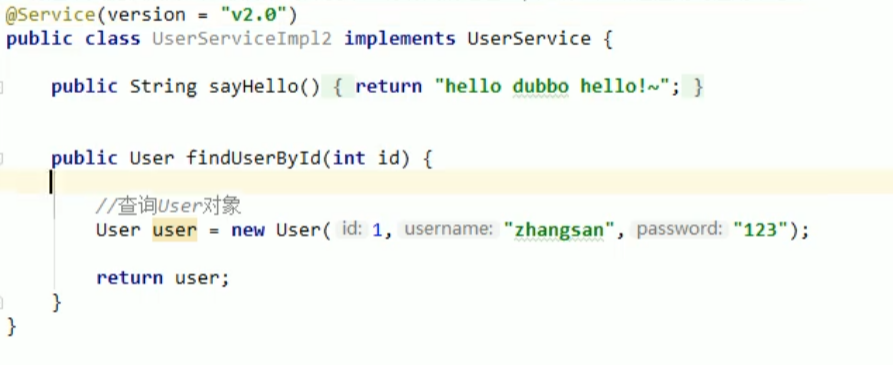 @Service(version = "v2.0")
public class UserServiceImpl2 implements UserService {
public String sayHello() { return "hello dubbo hello!~"; }
public User findUserById(int id) {
//查询User对象
User user = new User( id: 1, username: "zhangsan", password: "123");
return user;
}
}